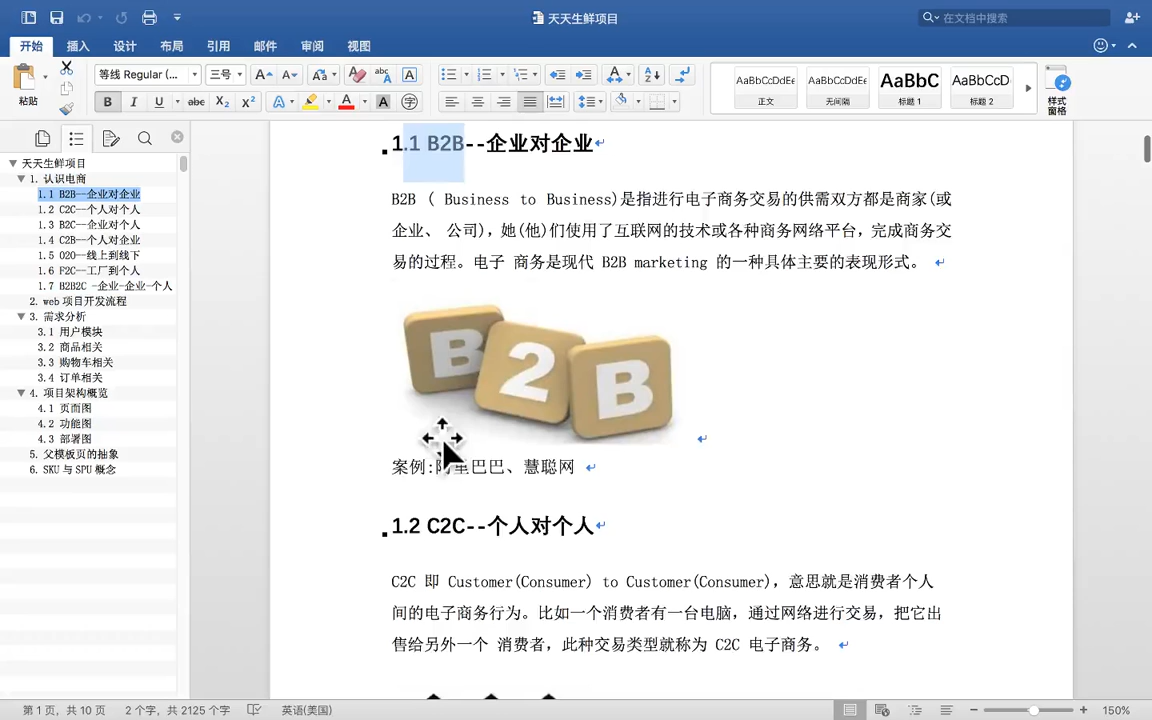 天天生鲜项目
在文档中搜索
开始 插入 设计 布局 引用 邮件 审阅 视图
粘贴
等线 Regular (...
三号
AaBbCcDdEe
AaBbCcDdEe
AaBbC
AaBbCcD
正文
无间隔
标题 1
标题 2
样式
窗格
天天生鲜项目
1. 认识电商
1.1 B2B--企业对企业
1.2 C2C--个人对个人
1.3 B2C--企业对个人
1.4 C2B--个人对企业
1.5 O2O--线上到线下
1.6 F2C--工厂到个人
1.7 B2B2C -企业-企业-个人
2. web 项目开发流程
3. 需求分析
3.1 用户模块
3.2 商品相关
3.3 购物车相关
3.4 订单相关
4. 项目架构概览
4.1 页面图
4.2 功能图
4.3 部署图
5. 父模板页的抽象
6. SKU 与 SPU 概念
1.1 B2B--企业对企业
B2B ( Business to Business)是指进行电子商务交易的供需双方都是商家(或
企业、 公司), 她(他)们使用了互联网的技术或各种商务网络平台, 完成商务交
易的过程。电子 商务是现代 B2B marketing 的一种具体主要的表现形式。
B 2 B
案例:阿里巴巴、慧聪网
1.2 C2C--个人对个人
C2C 即 Customer(Consumer) to Customer(Consumer), 意思就是消费者个人
间的电子商务行为。比如一个消费者有一台电脑, 通过网络进行交易, 把它出
售给另外一个 消费者, 此种交易类型就称为 C2C 电子商务。
第 1 页, 共 10 页
2 个字, 共 2125 个字
英语(美国)
150%